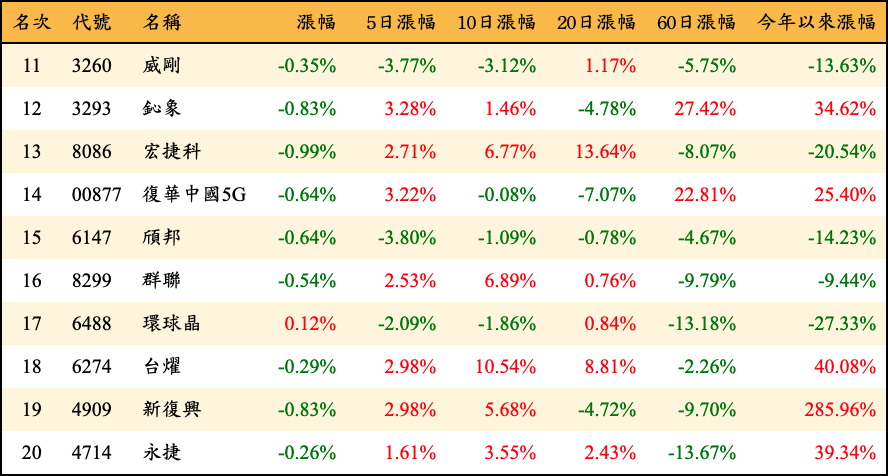 名次 代號 名稱 漲幅 5日漲幅 10日漲幅 20日漲幅 60日漲幅 今年以來漲幅
11 3260 威剛 -0.35% -3.77% -3.12% 1.17% -5.75% -13.63%
12 3293 鈊象 -0.83% 3.28% 1.46% -4.78% 27.42% 34.62%
13 8086 宏捷科 -0.99% 2.71% 6.77% 13.64% -8.07% -20.54%
14 00877 復華中國5G -0.64% 3.22% -0.08% -7.07% 22.81% 25.40%
15 6147 頎邦 -0.64% -3.80% -1.09% -0.78% -4.67% -14.23%
16 8299 群聯 -0.54% 2.53% 6.89% 0.76% -9.79% -9.44%
17 6488 環球晶 0.12% -2.09% -1.86% 0.84% -13.18% -27.33%
18 6274 台燿 -0.29% 2.98% 10.54% 8.81% -2.26% 40.08%
19 4909 新復興 -0.83% 2.98% 5.68% -4.72% -9.70% 285.96%
20 4714 永捷 -0.26% 1.61% 3.55% 2.43% -13.67% 39.34%